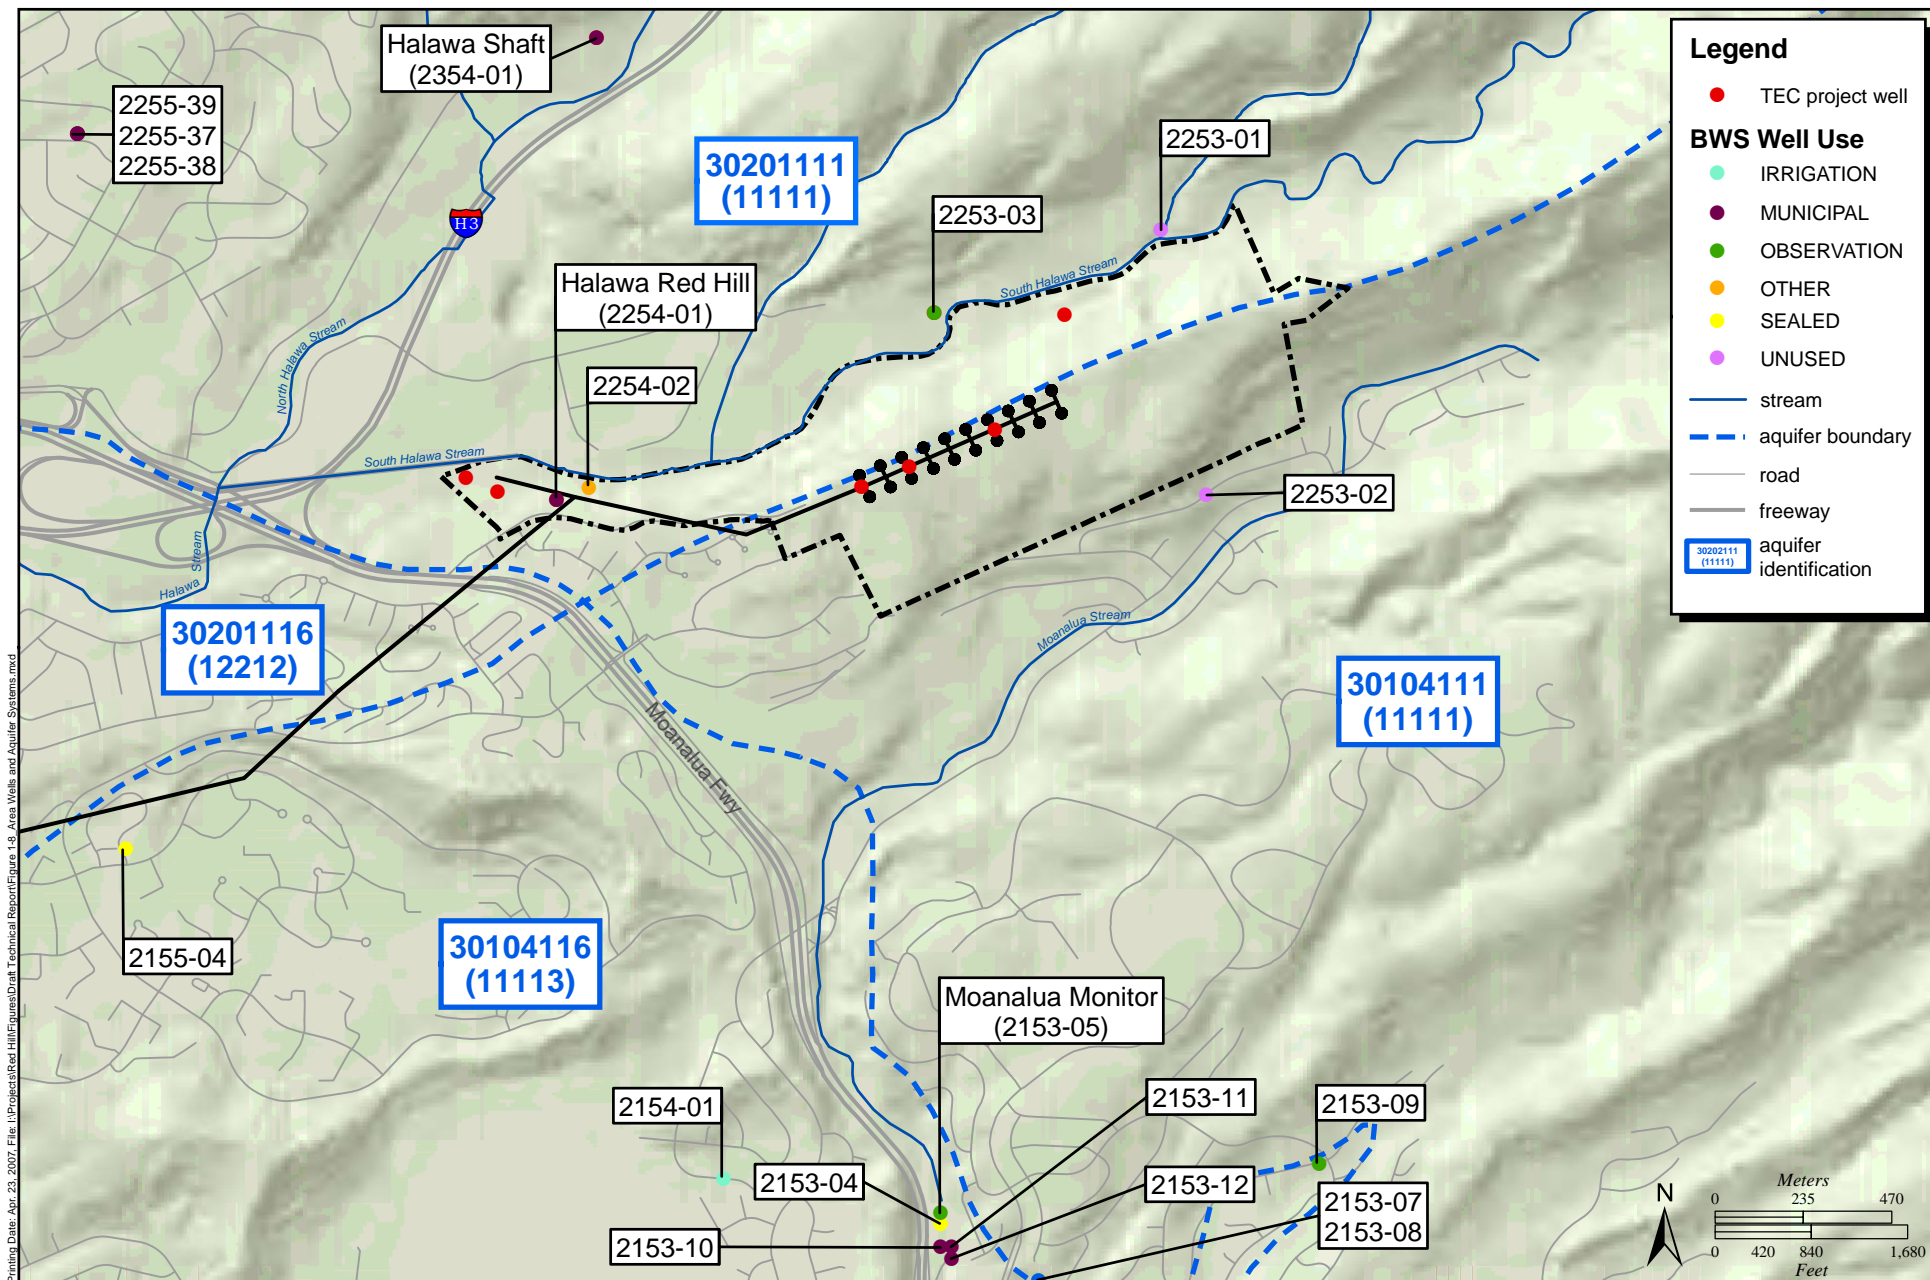 Halawa Shaft
(2354-01)
2255-39
2255-37
2255-38
H3
30201111
(11111)
2253-01
2253-03
South Halawa Stream
Halawa Red Hill
(2254-01)
North Halawa Stream
2254-02
South Halawa Stream
2253-02
Halawa Stream
30201116
(12212)
Moanalua Stream
30104111
(11111)
Moanalua Fwy
2155-04
30104116
(11113)
Moanalua Monitor
(2153-05)
2154-01
2153-11
2153-09
2153-04
2153-12
2153-07
2153-08
2153-10
Legend
TEC project well
BWS Well Use
IRRIGATION
MUNICIPAL
OBSERVATION
OTHER
SEALED
UNUSED
stream
aquifer boundary
road
freeway
30202111
(11111)
aquifer
identification
N
Meters
0 235 470
0 420 840 1,680
Feet
Printing Date: Apr. 23, 2007, File: I:\Projects\Red Hill\Figures\Draft Technical Report\Figure 1-8_Area Wells and Aquifer Systems.mxd